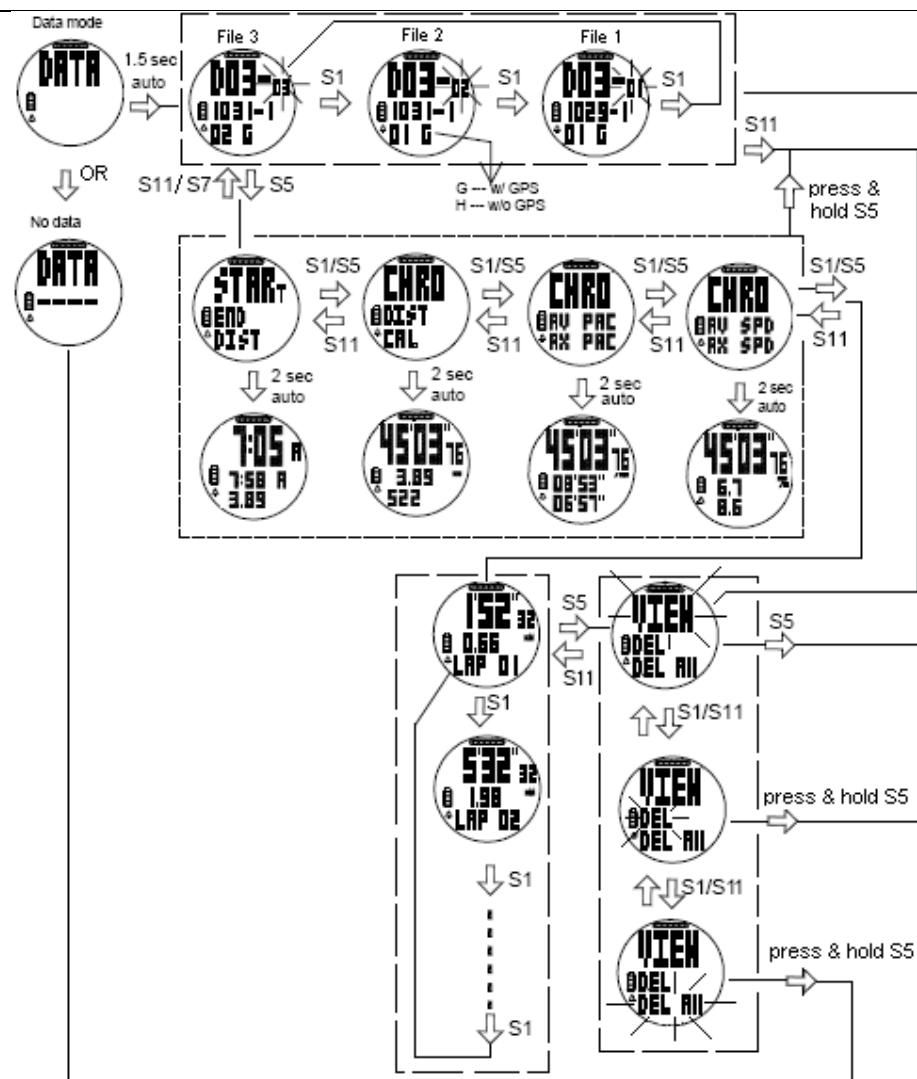 Data mode
DATA
1.5 sec
auto
File 3
D03-03
1031-1
02 G
S1
File 2
D03-02
1031-1
01 G
S1
File 1
D03-01
1029-1
01 G
S1
S11
OR
S11/ S7
S5
G --- w/ GPS
H --- w/o GPS
press &
hold S5
No data
DATA
----
START
END
DIST
S1/S5
S11
CHRO
DIST
CAL
S1/S5
S11
CHRO
AV PAC
AX PAC
S1/S5
S11
CHRO
AV SPD
AX SPD
S1/S5
S11
2 sec
auto
2 sec
auto
2 sec
auto
2 sec
auto
7:05 A
7:58 A
3.89
45'03"76
3.89
522
45'03"76
08'53"
06'57"
45'03"76
6.7
8.6
1'52"32
0.66
LAP 01
S5
S11
VIEW
DEL
DEL All
S5
S1
S1/S11
5'32"32
1.98
LAP 02
VIEW
DEL
DEL All
press & hold S5
S1
S1/S11
VIEW
DEL
DEL All
press & hold S5
S1